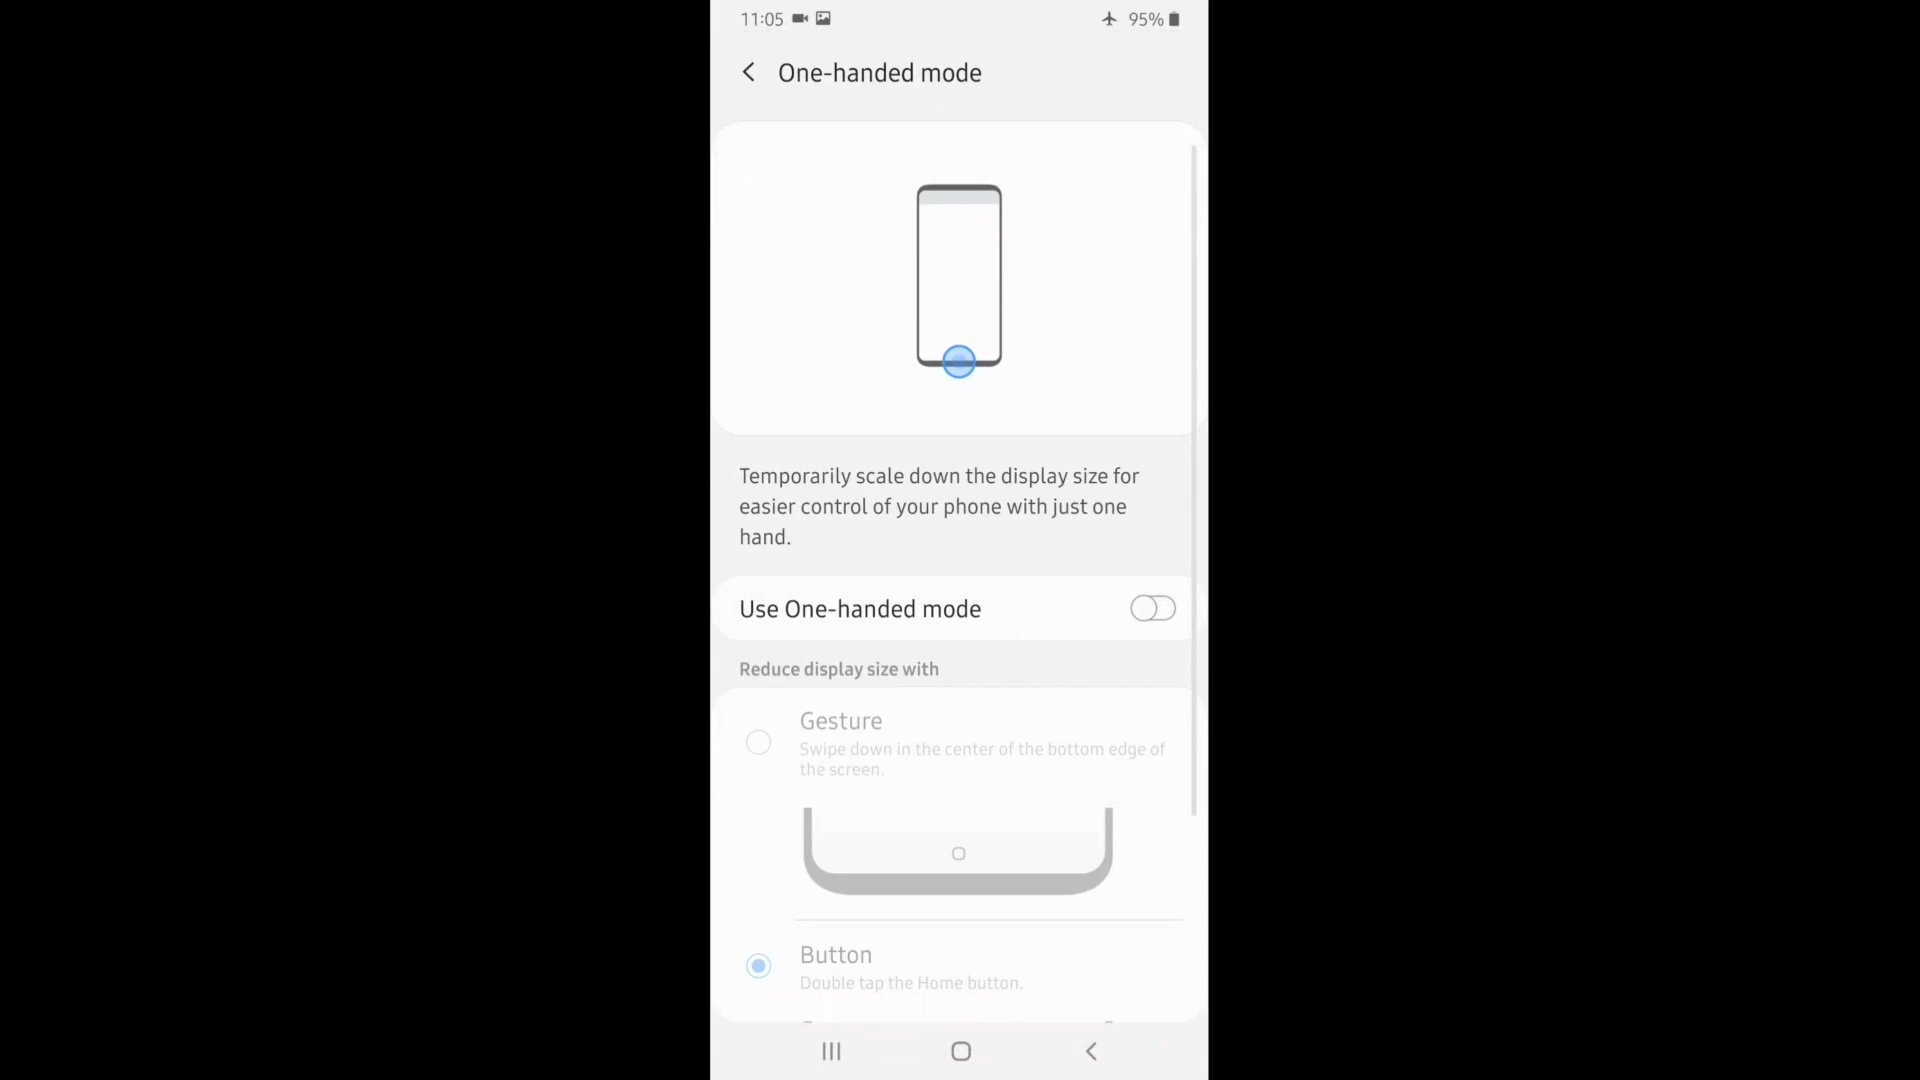 11:05 95%
One-handed mode
Temporarily scale down the display size for
easier control of your phone with just one
hand.
Use One-handed mode
Reduce display size with
Gesture
Swipe down in the center of the bottom edge of
the screen.
Button
Double tap the Home button.